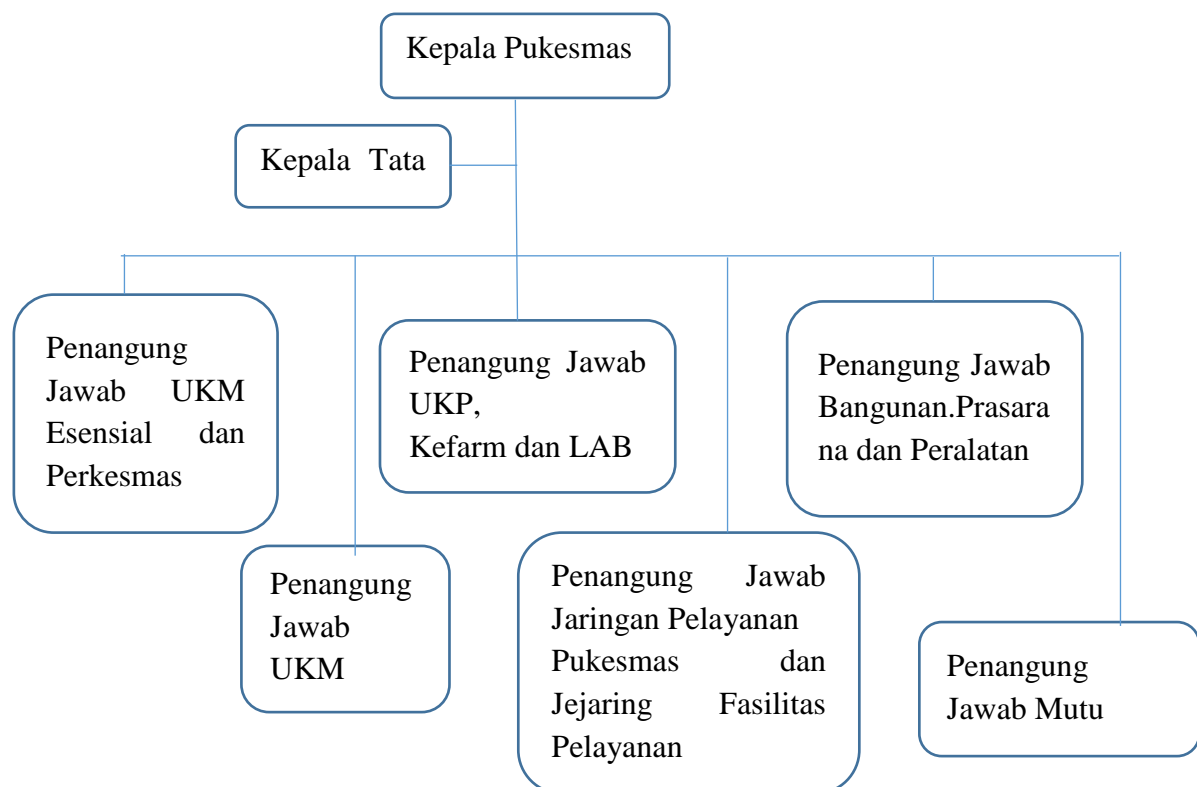 Kepala Pukesmas
Kepala Tata
Penangung
Jawab UKM
Esensial dan
Perkesmas
Penangung Jawab
UKP,
Kefarm dan LAB
Penangung Jawab
Bangunan.Prasara
na dan Peralatan
Penangung
Jawab
UKM
Penangung Jawab
Jaringan Pelayanan
Pukesmas dan
Jejaring Fasilitas
Pelayanan
Penangung
Jawab Mutu